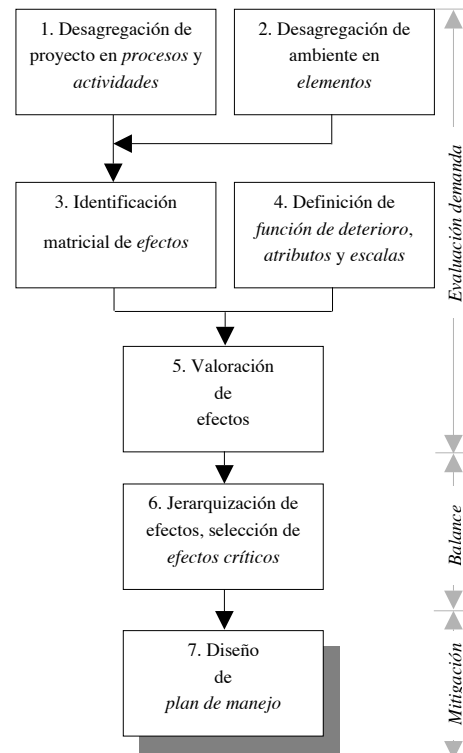 1. Desagregación de
proyecto en procesos y
actividades
2. Desagregación de
ambiente en
elementos
3. Identificación
matricial de efectos
4. Definición de
función de deterioro,
atributos y escalas
5. Valoración
de
efectos
6. Jerarquización de
efectos, selección de
efectos críticos
7. Diseño
de
plan de manejo
Evaluación demanda
Balance
Mitigación